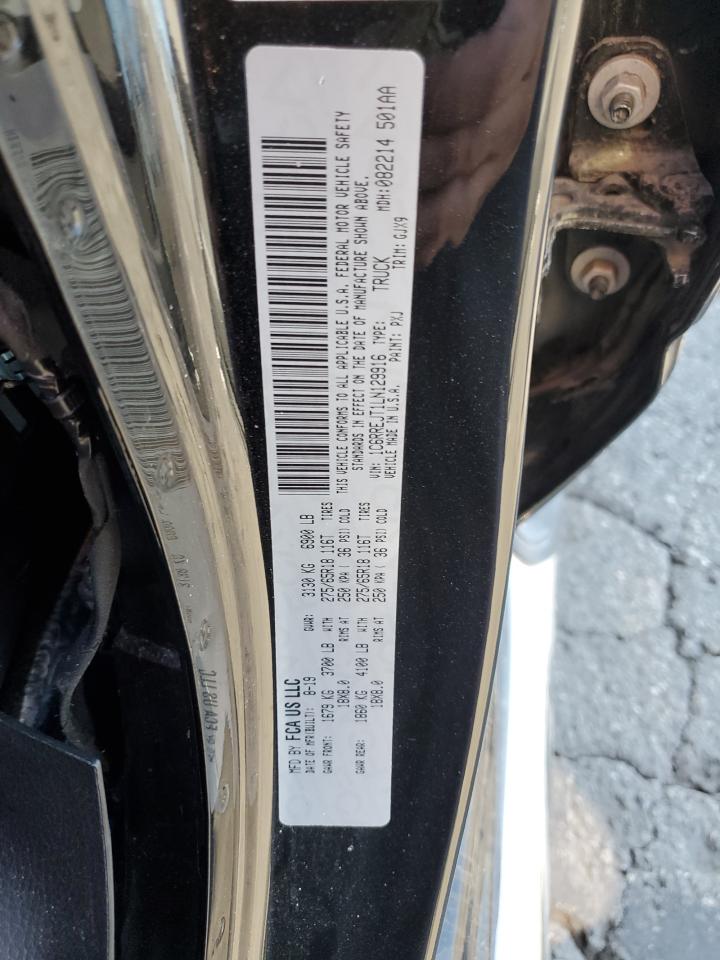 MFD BY FCA US LLC
DATE OF MFR(BUILT): 8-19 GVWR: 3130 KG 6900 LB
GAWR FRONT: 1679 KG 3700 LB WITH 275/65R18 116T TIRES
18X8.0 RIMS AT 250 KPA ( 36 PSI) COLD
GAWR REAR: 1860 KG 4100 LB WITH 275/65R18 116T TIRES
18X8.0 RIMS AT 250 KPA ( 36 PSI) COLD
THIS VEHICLE CONFORMS TO ALL APPLICABLE U.S.A. FEDERAL MOTOR VEHICLE SAFETY
STANDARDS IN EFFECT ON THE DATE OF MANUFACTURE SHOWN ABOVE.
VIN: 1C6RREJT1LN129916 TYPE: TRUCK MDH: 082214 501AA
VEHICLE MADE IN U.S.A. PAINT: PXJ TRIM: GJX9